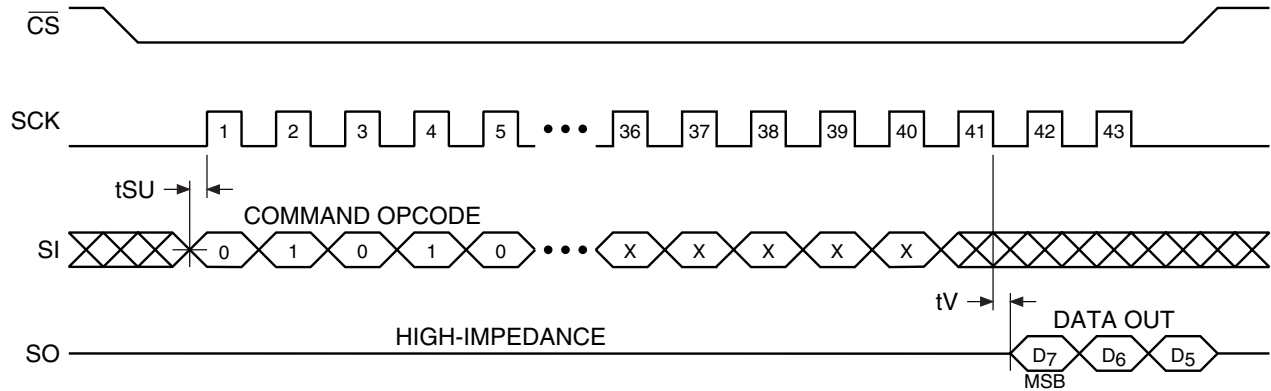 CS
SCK
1 2 3 4 5 ••• 36 37 38 39 40 41 42 43
tSU
COMMAND OPCODE
SI
0 1 0 1 0 ••• X X X X X
tV
HIGH-IMPEDANCE
DATA OUT
SO
D7 D6 D5
MSB